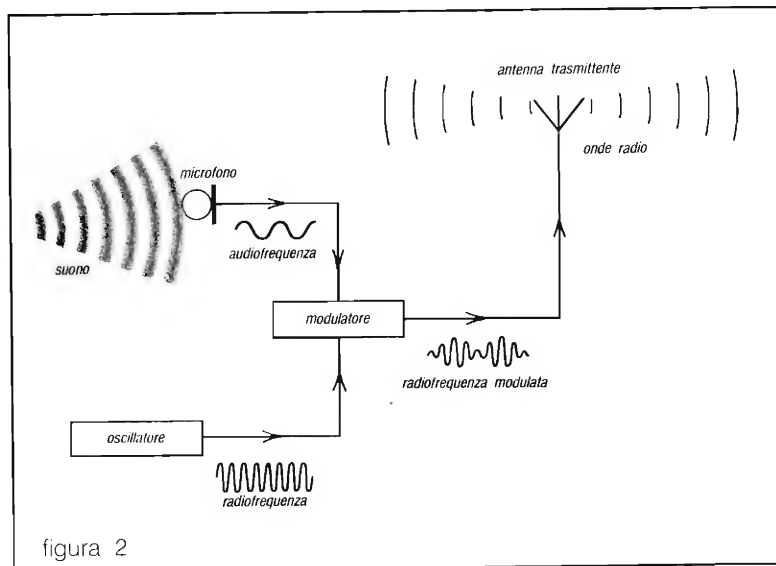 antenna trasmittente
onde radio
microfono
audiofrequenza
suono
modulatore
radiofrequenza modulata
oscillatore
radiofrequenza
figura 2